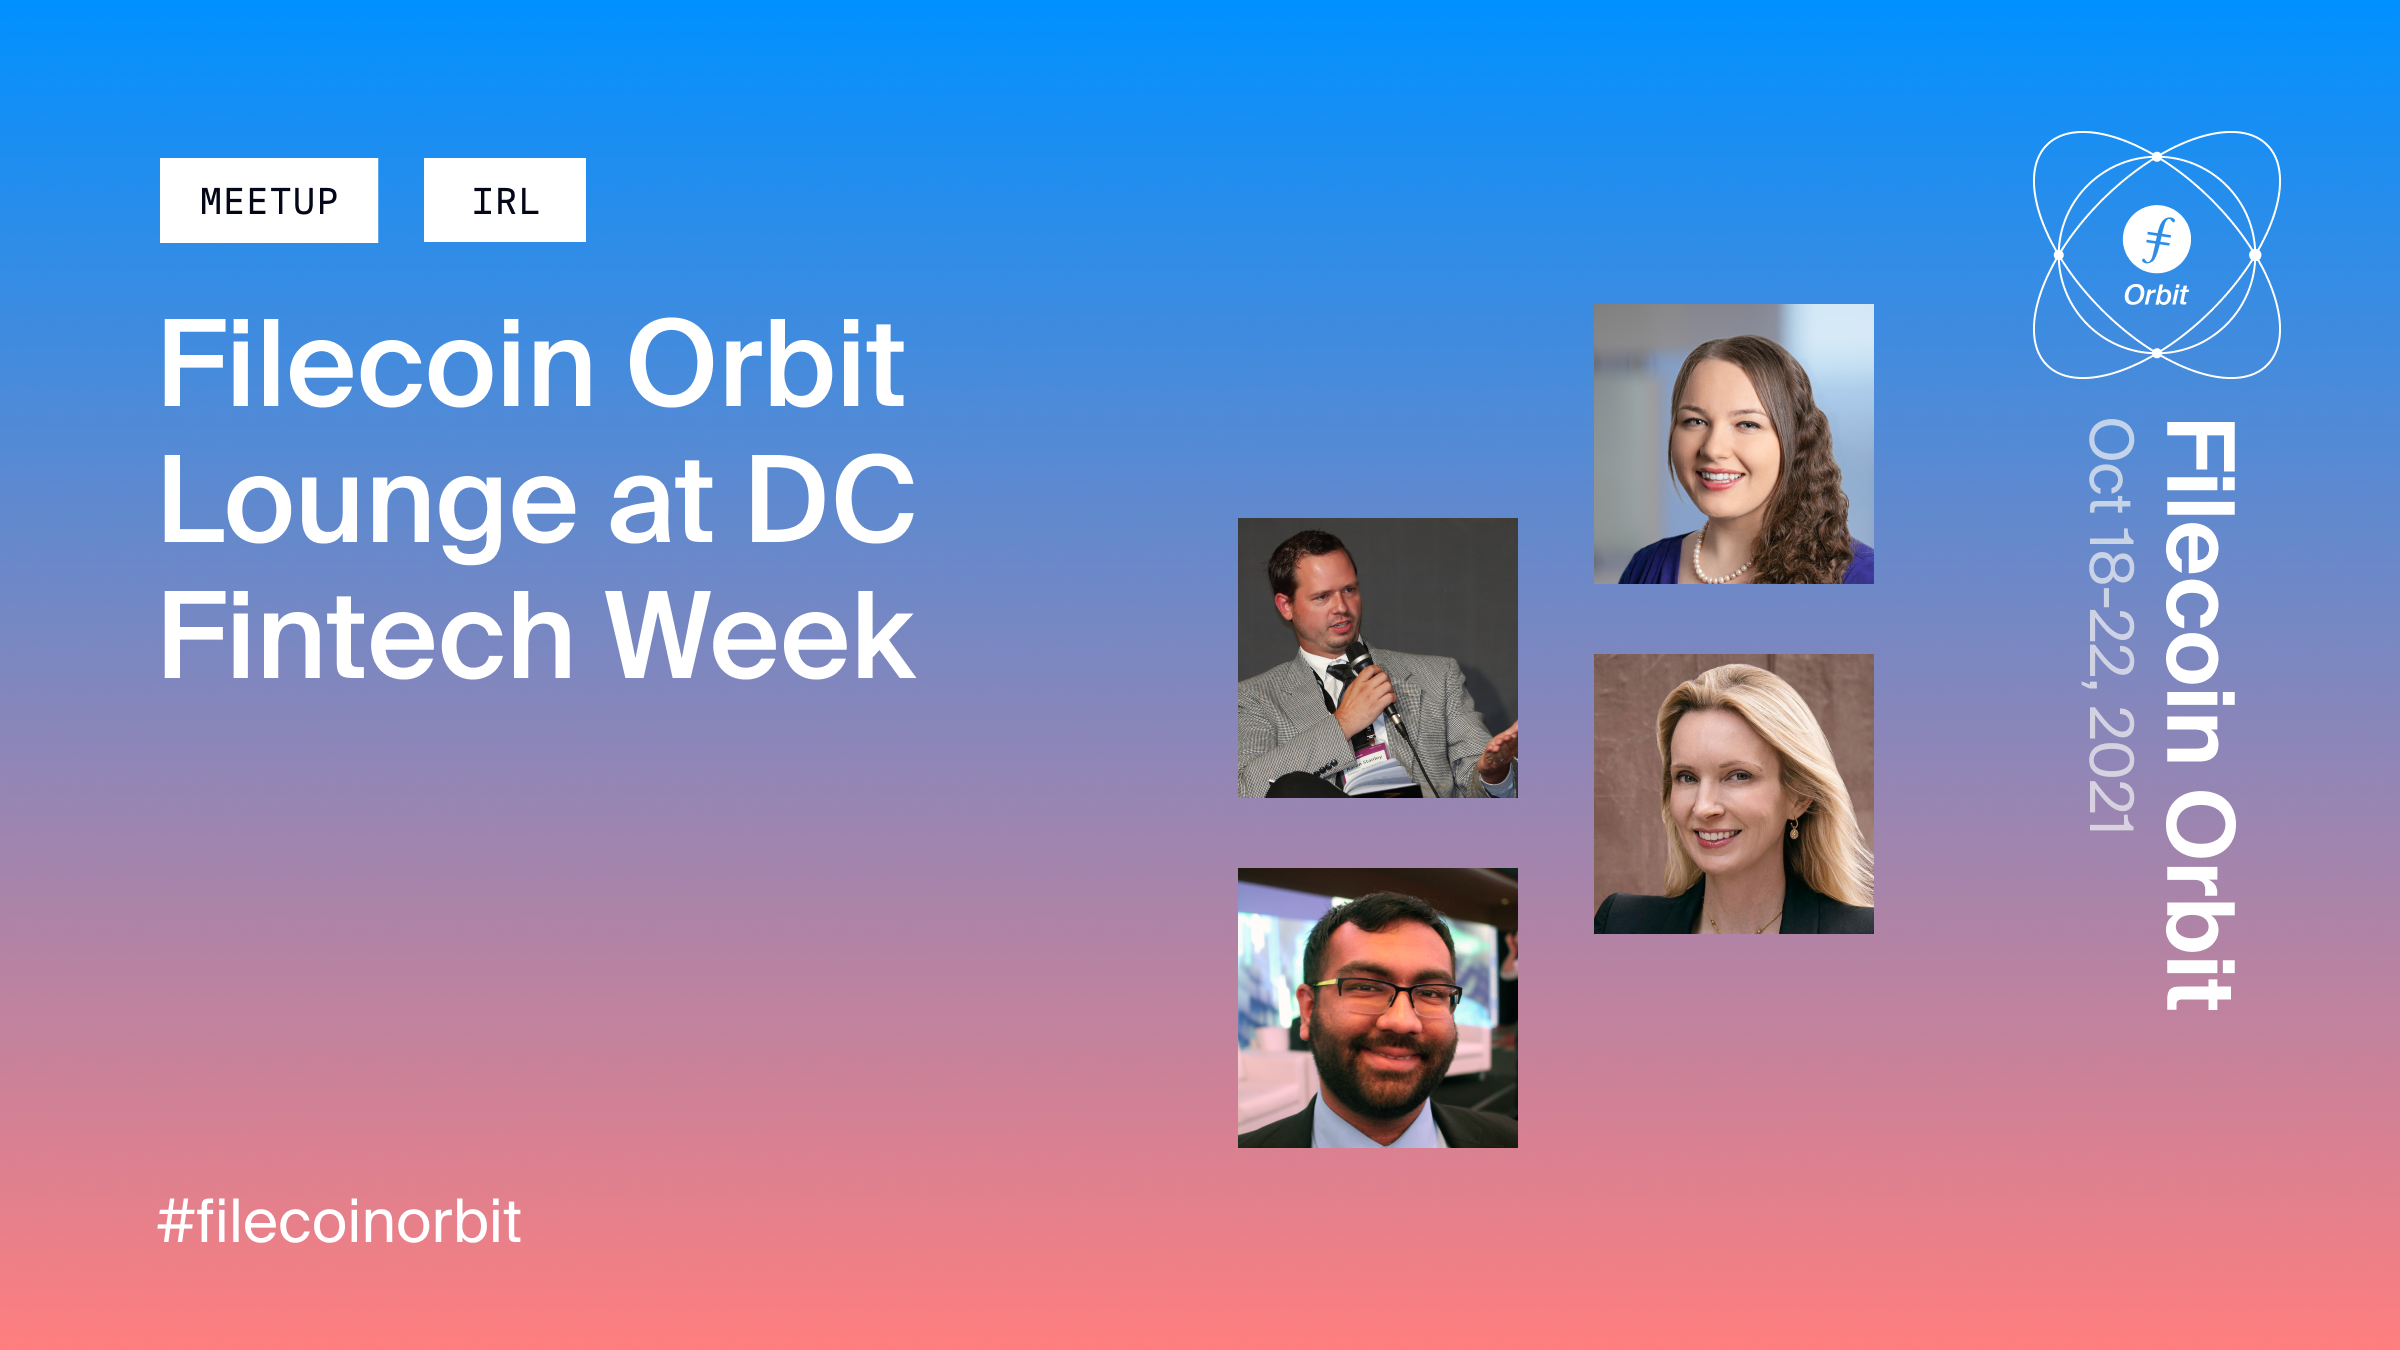 MEETUP
IRL
Filecoin Orbit
Lounge at DC
Fintech Week
#filecoinorbit
Orbit
Filecoin Orbit
Oct 18-22, 2021